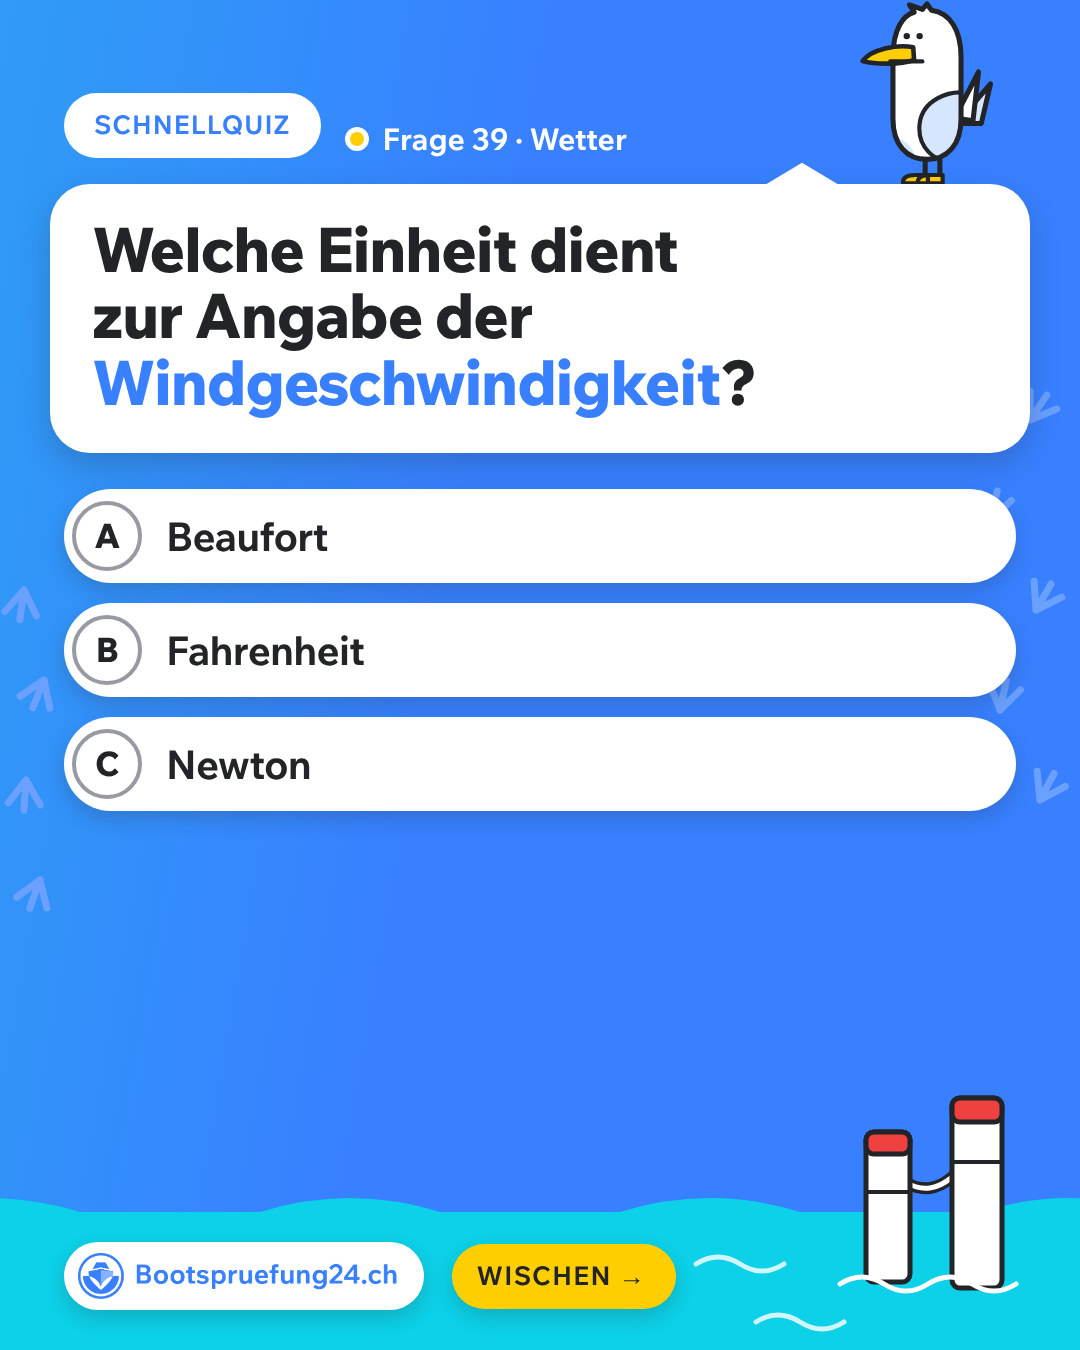 SCHNELLQUIZ
Frage 39 · Wetter
Welche Einheit dient
zur Angabe der
Windgeschwindigkeit?
A Beaufort
B Fahrenheit
C Newton
Bootspruefung24.ch
WISCHEN →